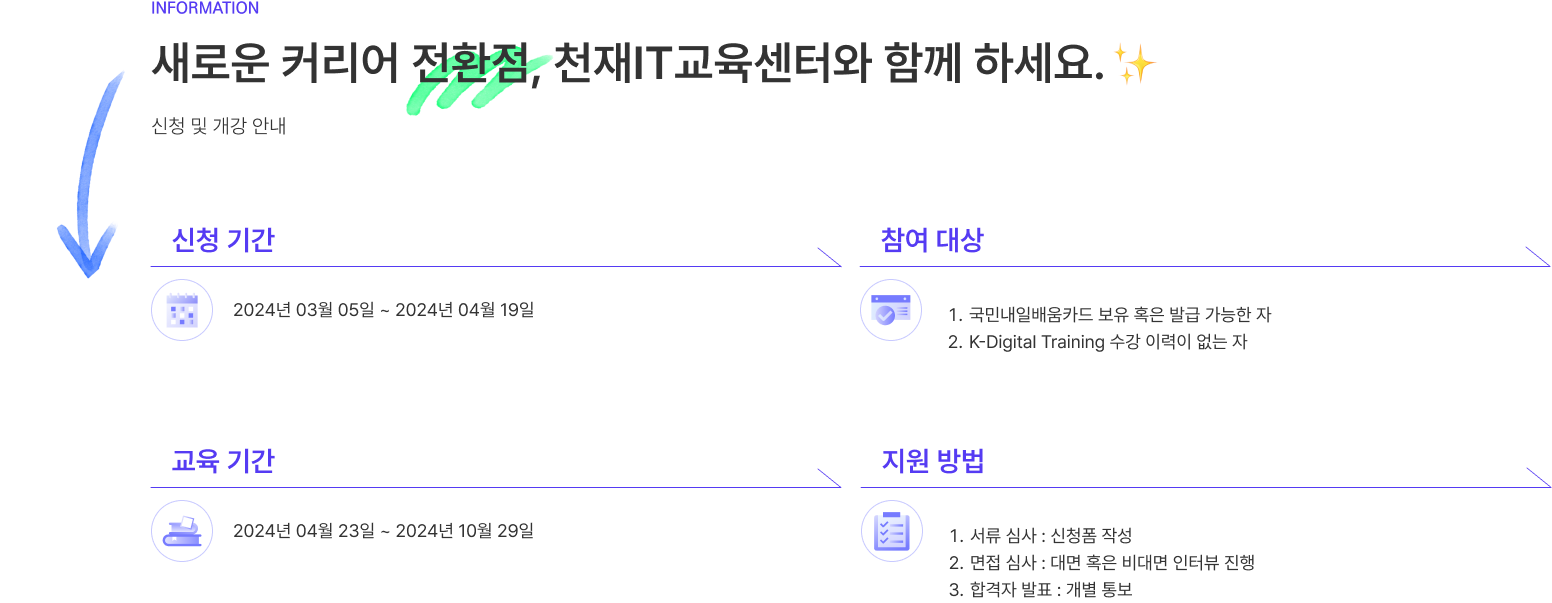 INFORMATION
새로운 커리어 전환점, 천재IT교육센터와 함께 하세요.✨
신청 및 개강 안내
신청 기간
2024년 03월 05일 ~ 2024년 04월 19일
참여 대상
1. 국민내일배움카드 보유 혹은 발급 가능한 자
2. K-Digital Training 수강 이력이 없는 자
교육 기간
2024년 04월 23일 ~ 2024년 10월 29일
지원 방법
1. 서류 심사 : 신청폼 작성
2. 면접 심사 : 대면 혹은 비대면 인터뷰 진행
3. 합격자 발표 : 개별 통보